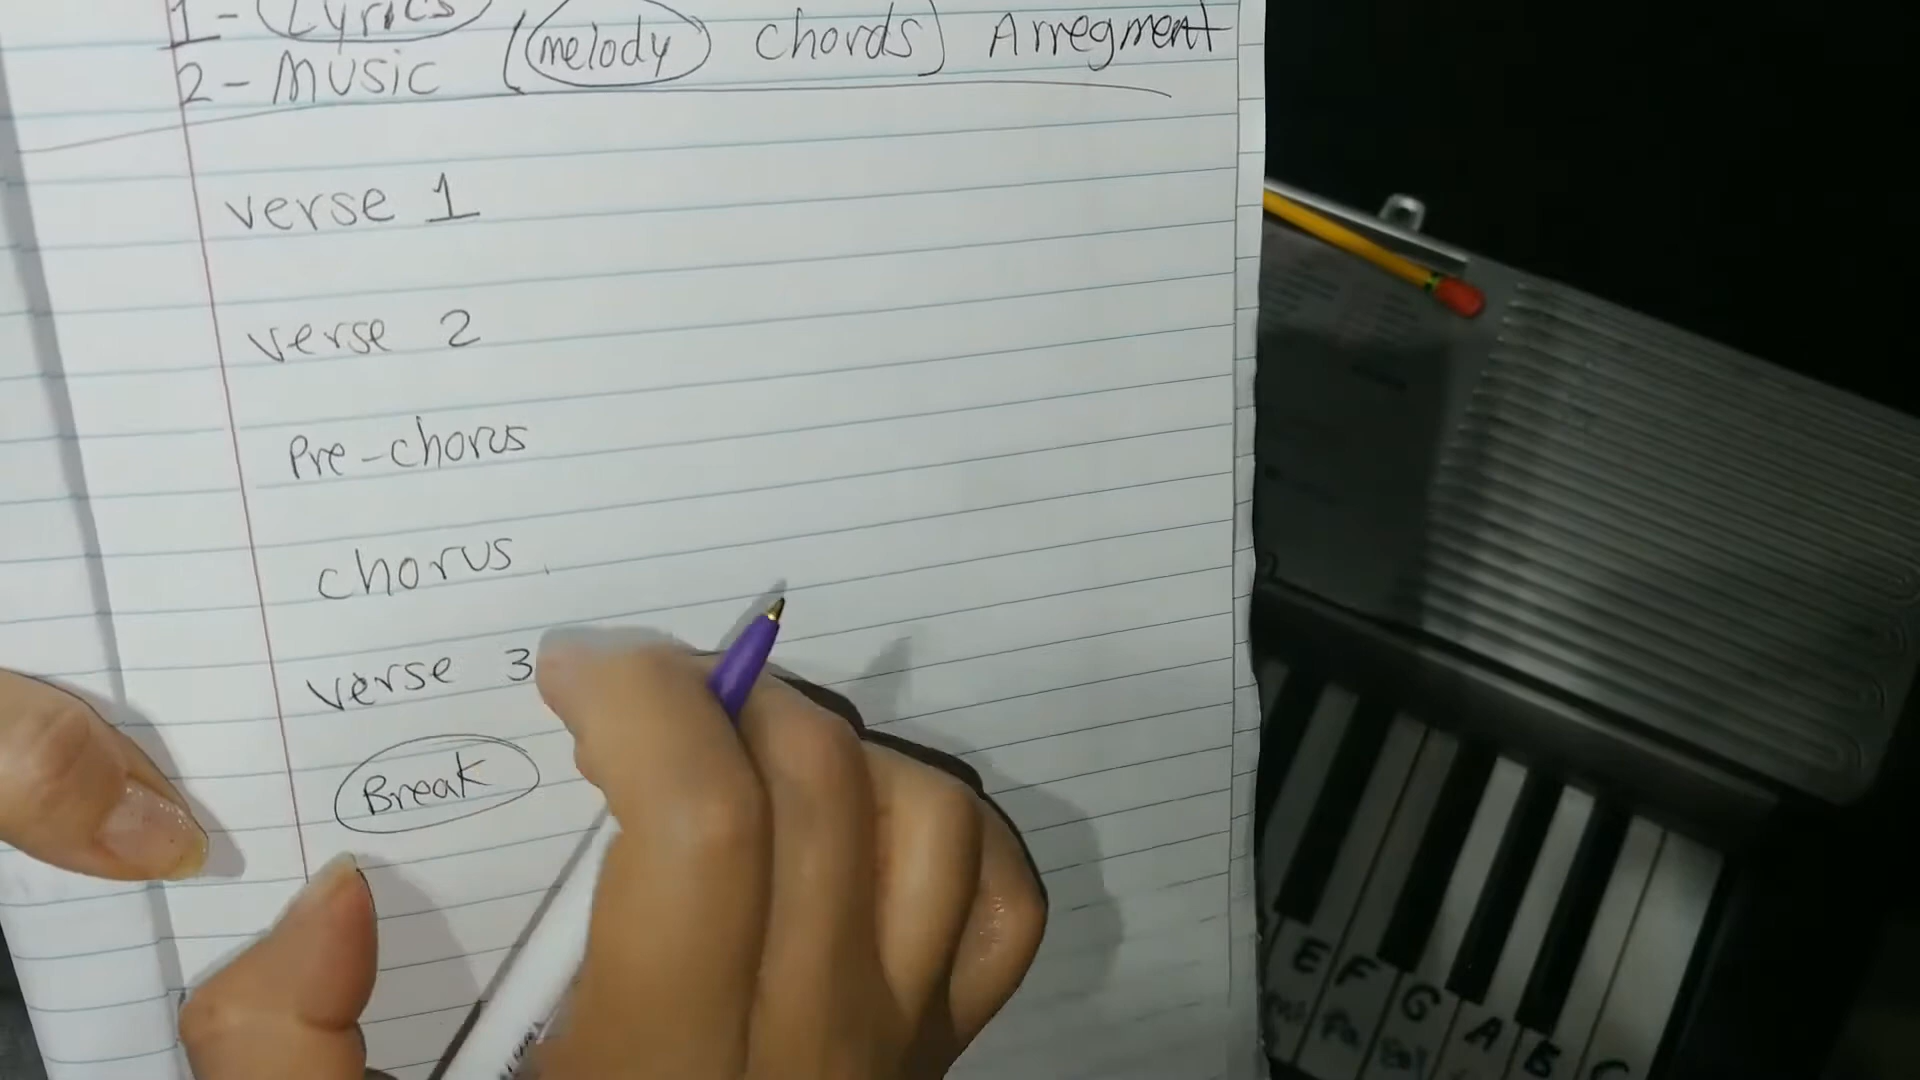 1 - Lyrics
2 - Music (melody chords) Arregment
verse 1
verse 2
Pre-chorus
chorus
verse 3
Break
E F G A B C